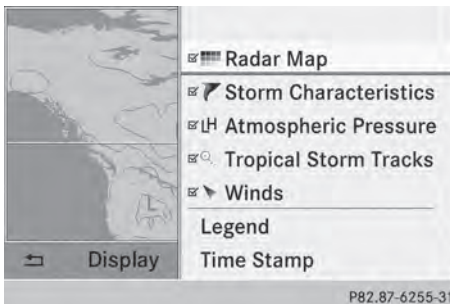 Radar Map
Storm Characteristics
LH Atmospheric Pressure
Tropical Storm Tracks
Winds
Legend
Display
Time Stamp
P82.87-6255-31